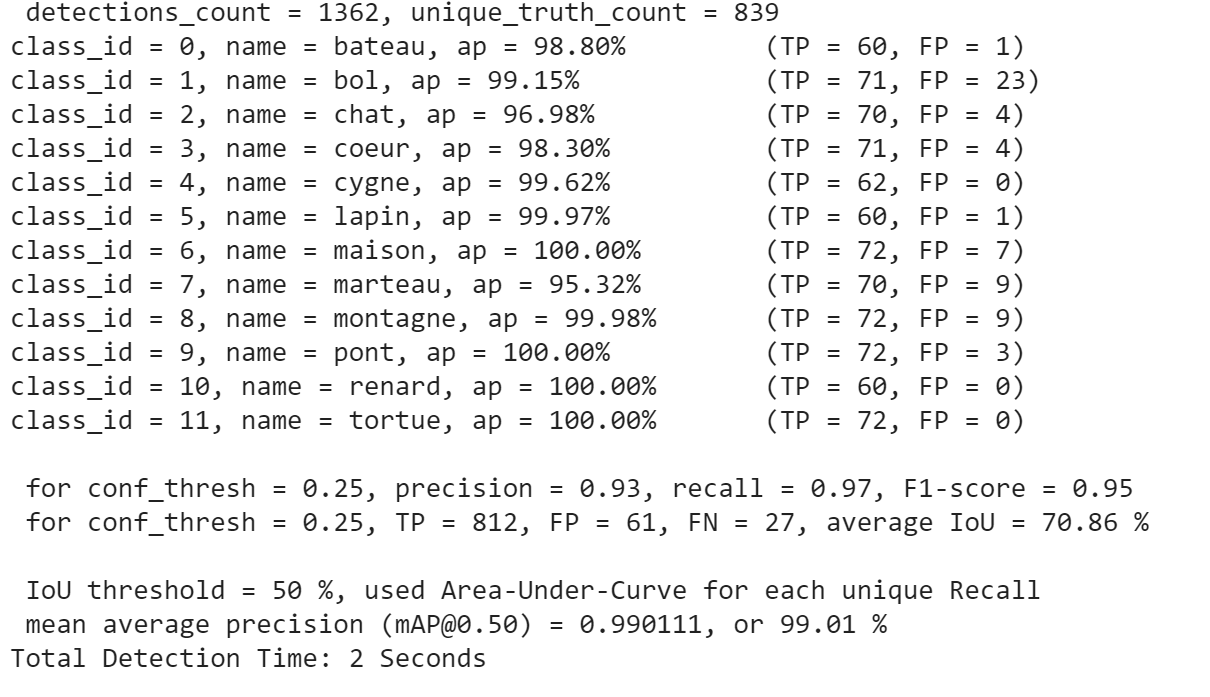 detections_count = 1362, unique_truth_count = 839
class_id = 0, name = bateau, ap = 98.80% (TP = 60, FP = 1)
class_id = 1, name = bol, ap = 99.15% (TP = 71, FP = 23)
class_id = 2, name = chat, ap = 96.98% (TP = 70, FP = 4)
class_id = 3, name = coeur, ap = 98.30% (TP = 71, FP = 4)
class_id = 4, name = cygne, ap = 99.62% (TP = 62, FP = 0)
class_id = 5, name = lapin, ap = 99.97% (TP = 60, FP = 1)
class_id = 6, name = maison, ap = 100.00% (TP = 72, FP = 7)
class_id = 7, name = marteau, ap = 95.32% (TP = 70, FP = 9)
class_id = 8, name = montagne, ap = 99.98% (TP = 72, FP = 9)
class_id = 9, name = pont, ap = 100.00% (TP = 72, FP = 3)
class_id = 10, name = renard, ap = 100.00% (TP = 60, FP = 0)
class_id = 11, name = tortue, ap = 100.00% (TP = 72, FP = 0)
for conf_thresh = 0.25, precision = 0.93, recall = 0.97, F1-score = 0.95
for conf_thresh = 0.25, TP = 812, FP = 61, FN = 27, average IoU = 70.86 %
IoU threshold = 50 %, used Area-Under-Curve for each unique Recall
mean average precision (mAP@0.50) = 0.990111, or 99.01 %
Total Detection Time: 2 Seconds